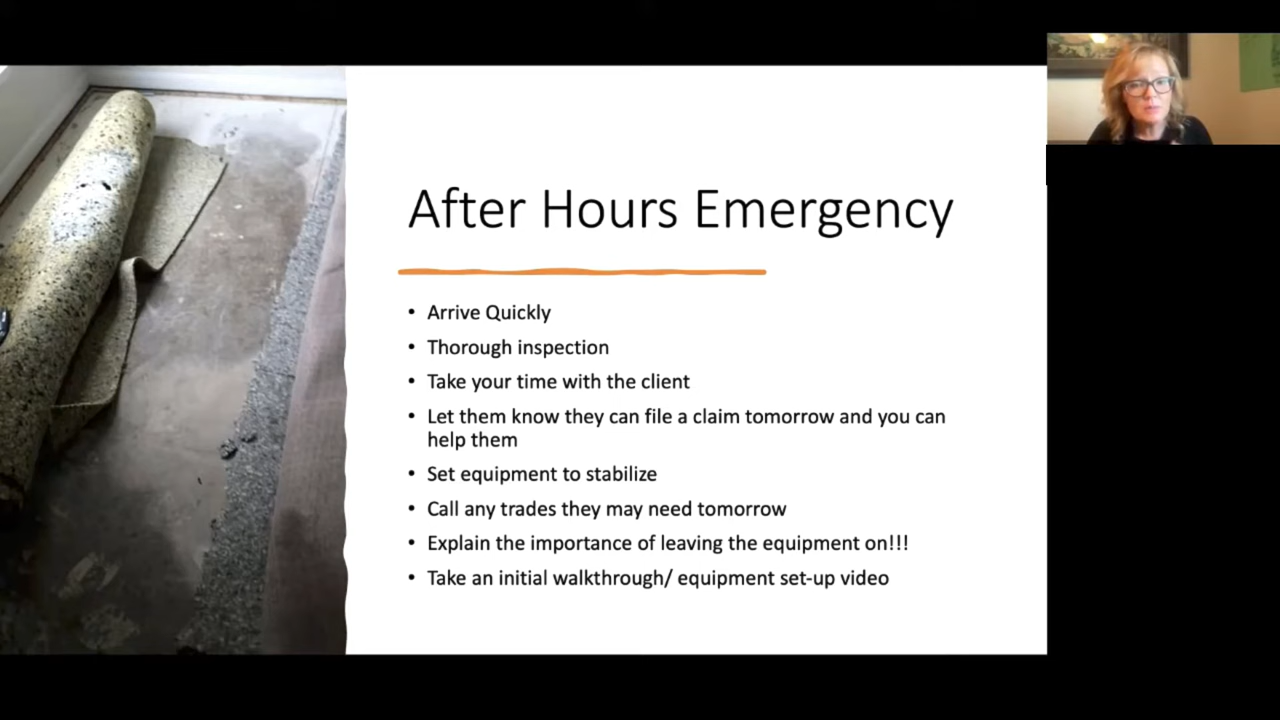 After Hours Emergency
• Arrive Quickly
• Thorough inspection
• Take your time with the client
• Let them know they can file a claim tomorrow and you can
help them
• Set equipment to stabilize
• Call any trades they may need tomorrow
• Explain the importance of leaving the equipment on!!!
• Take an initial walkthrough/ equipment set-up video